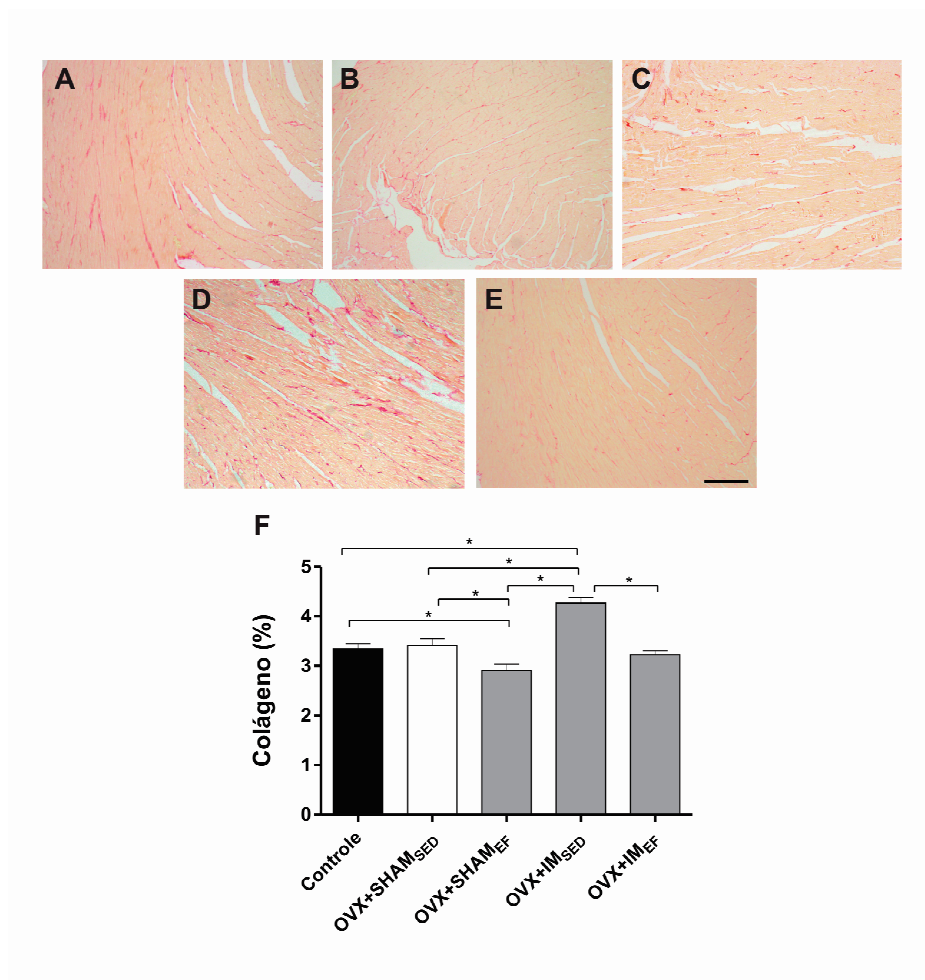 A
B
C
D
E
F
*
*
*
*
*
*
5
4
3
2
1
0
Colágeno (%)
Controle
OVX+SHAMSED
OVX+SHAMEF
OVX+IMSED
OVX+IMEF